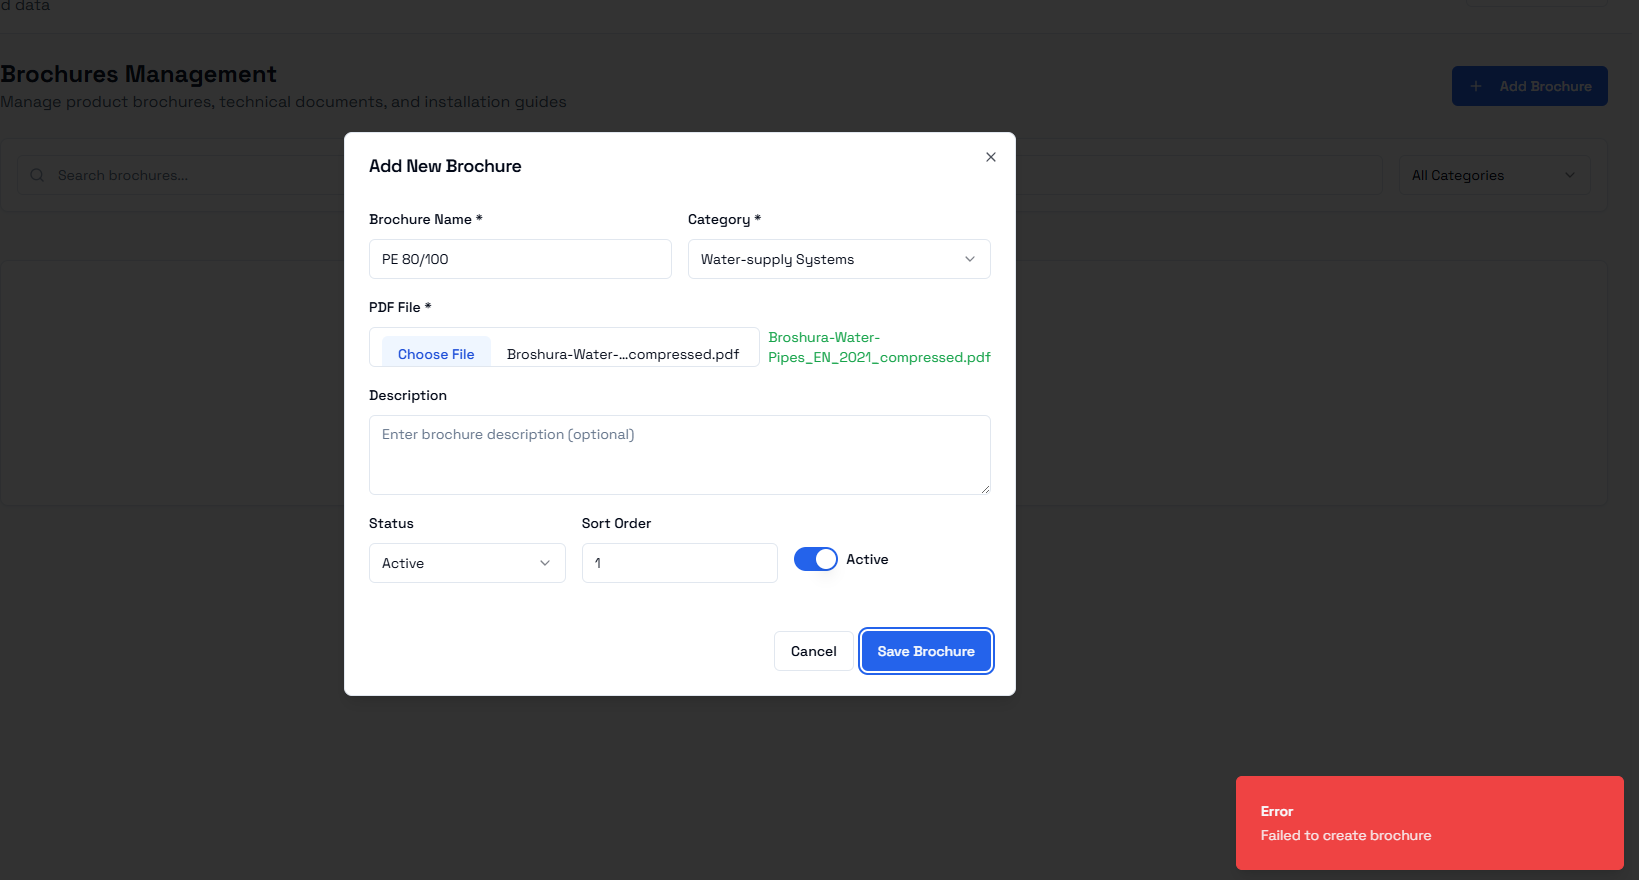 d data
Brochures Management
Manage product brochures, technical documents, and installation guides
Add Brochure
Search brochures...
All Categories
Add New Brochure
Brochure Name *
Category *
PE 80/100
Water-supply Systems
PDF File *
Choose File
Broshura-Water-...compressed.pdf
Broshura-Water-
Pipes_EN_2021_compressed.pdf
Description
Enter brochure description (optional)
Status
Sort Order
Active
1
Active
Cancel
Save Brochure
Error
Failed to create brochure